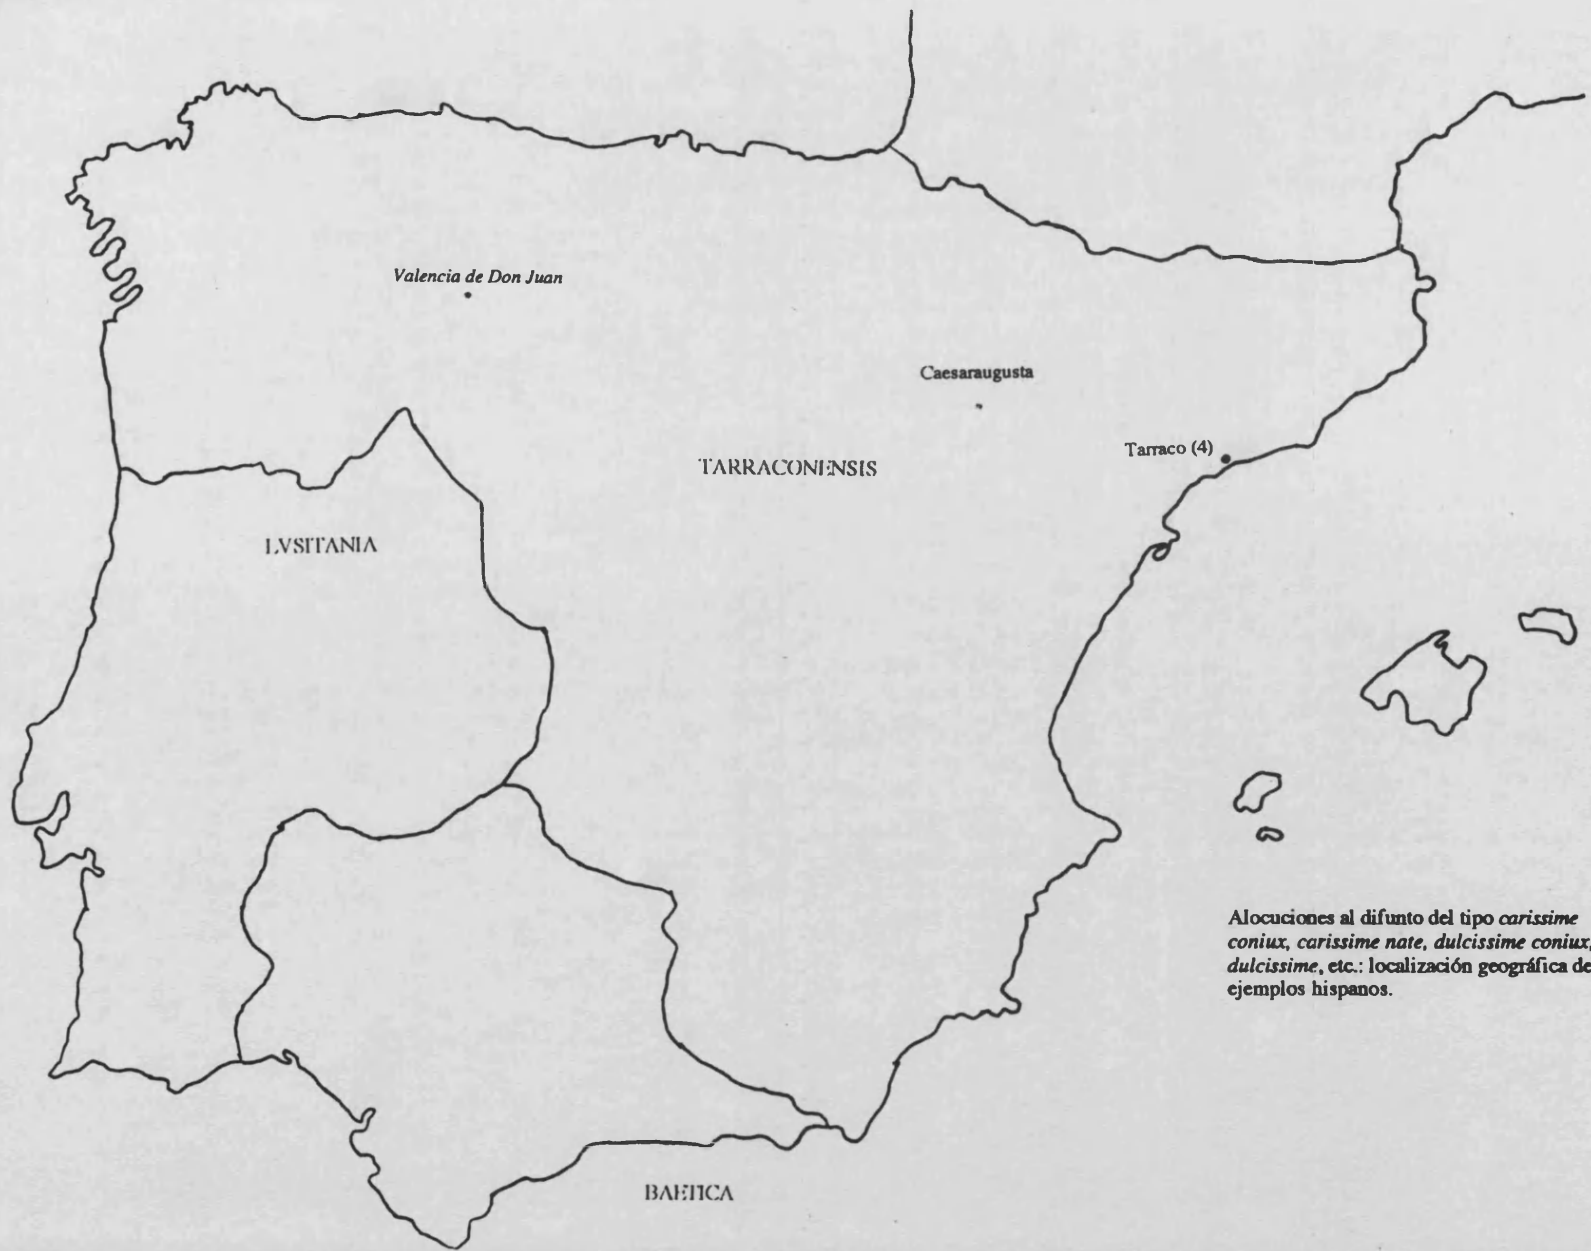 Valencia de Don Juan
Caesaraugusta
Tarraco (4)
TARRACONENSIS
LVSITANIA
Alocuciones al difunto del tipo carissime
coniux, carissime nate, dulcissime coniux,
dulcissime, etc.: localización geográfica de
ejemplos hispanos.
BAETICA